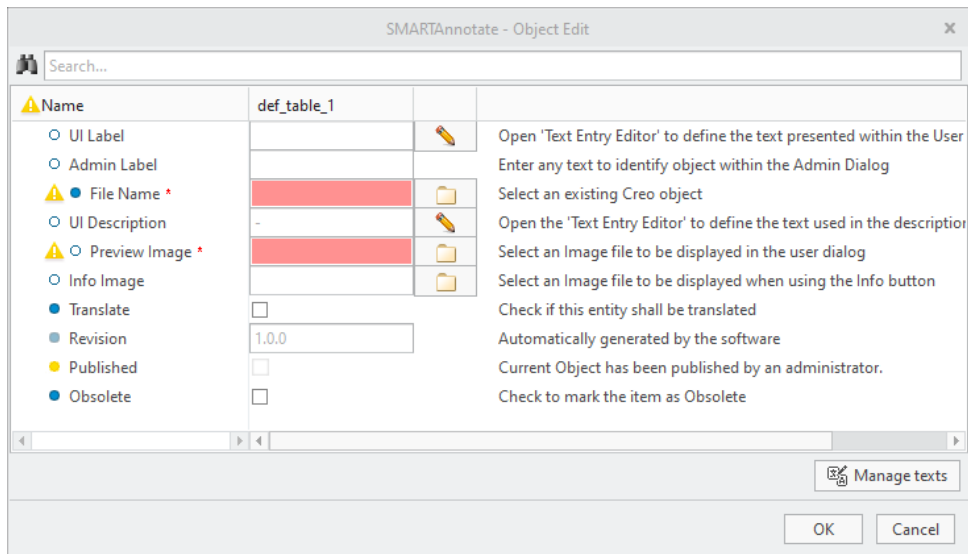 SMARTAnnotate - Object Edit
Search...
Name def_table_1
UI Label Open 'Text Entry Editor' to define the text presented within the User
Admin Label Enter any text to identify object within the Admin Dialog
File Name * Select an existing Creo object
UI Description - Open the 'Text Entry Editor' to define the text used in the description
Preview Image * Select an Image file to be displayed in the user dialog
Info Image Select an Image file to be displayed when using the Info button
Translate Check if this entity shall be translated
Revision 1.0.0 Automatically generated by the software
Published Current Object has been published by an administrator.
Obsolete Check to mark the item as Obsolete
Manage texts
OK Cancel